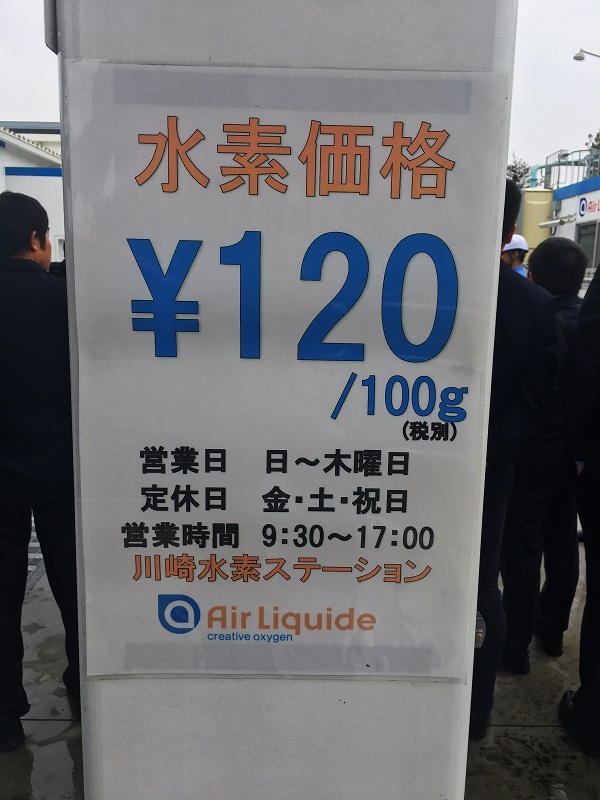 水素価格
¥120
/100g
(税別)
営業日 日～木曜日
定休日 金・土・祝日
営業時間 9:30～17:00
川崎水素ステーション
Air Liquide
creative oxygen
Air Li